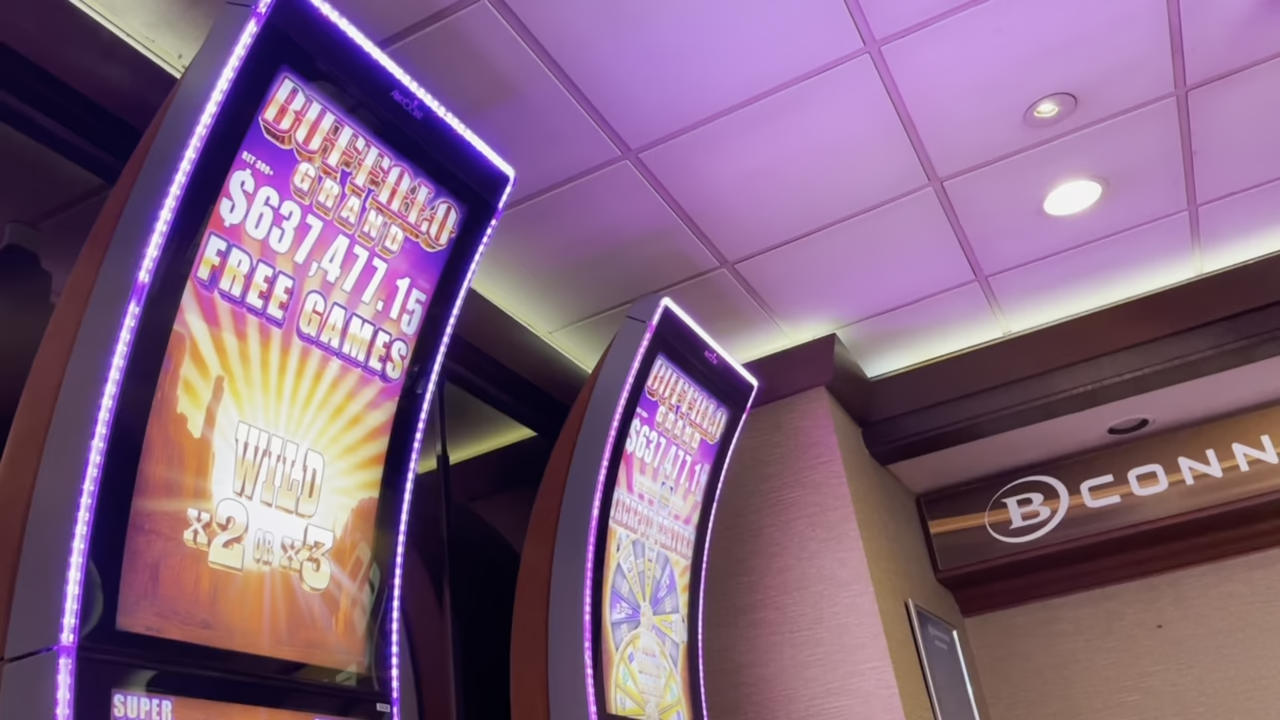 BUFFALO
GRAND
$637,477.15
FREE GAMES
WILD
x2 OR x3
SUPER
BUFFALO
GRAND
$637,477.1
B CONN